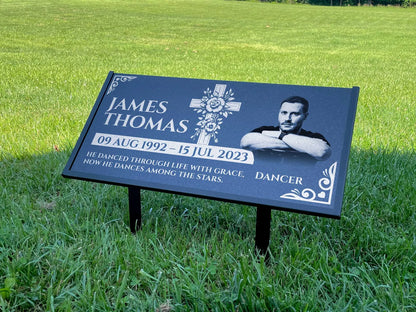 JAMES
THOMAS
09 AUG 1992 – 15 JUL 2023
HE DANCED THROUGH LIFE WITH GRACE,
NOW HE DANCES AMONG THE STARS.
DANCER